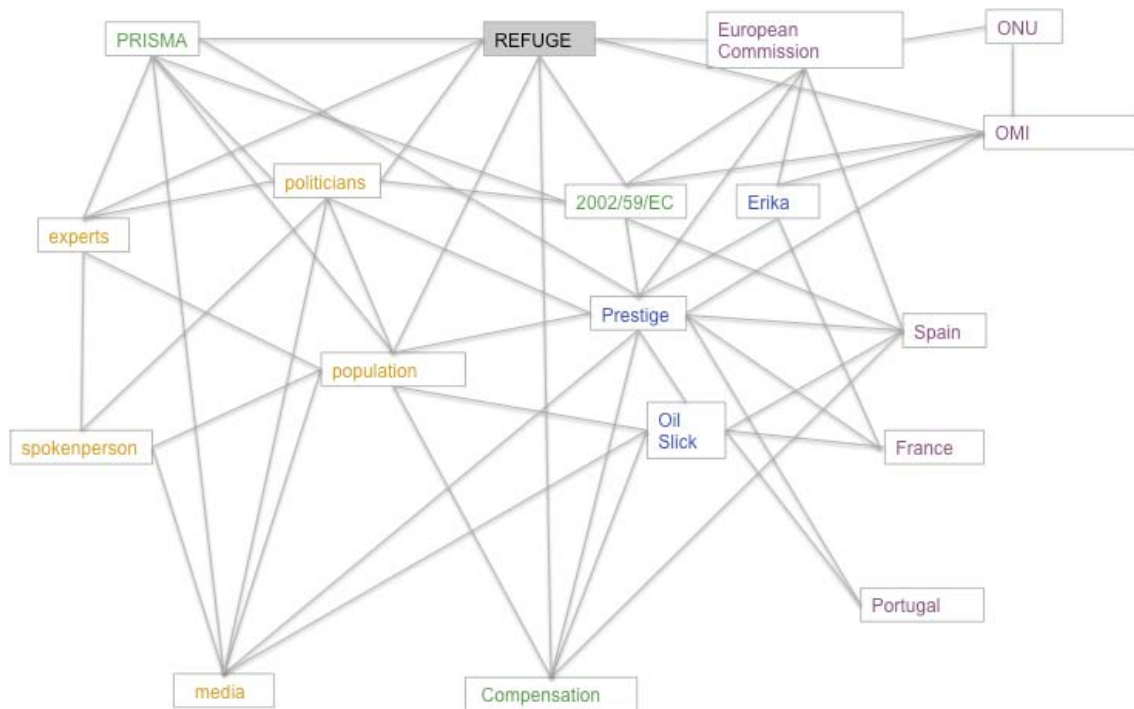 PRISMA
REFUGE
European
Commission
ONU
OMI
politicians
2002/59/EC
Erika
experts
Prestige
Spain
population
Oil
Slick
spokenperson
France
Portugal
media
Compensation